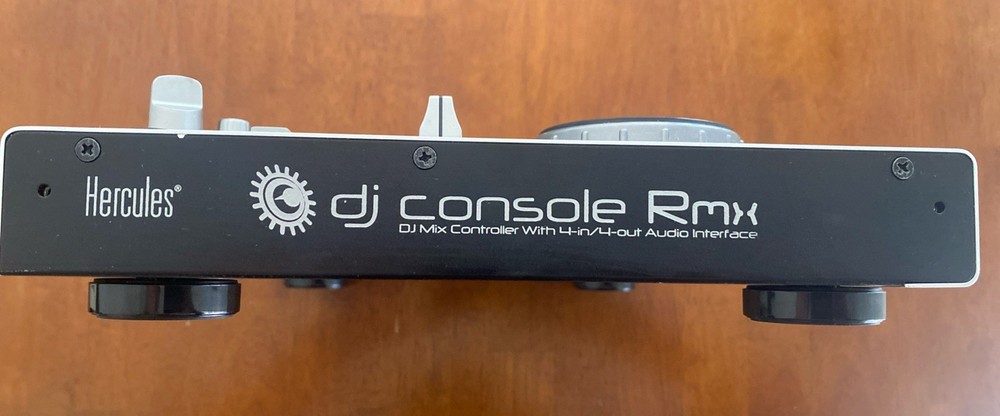 Hercules®
dj console Rmx
DJ Mix Controller With 4-in/4-out Audio Interface